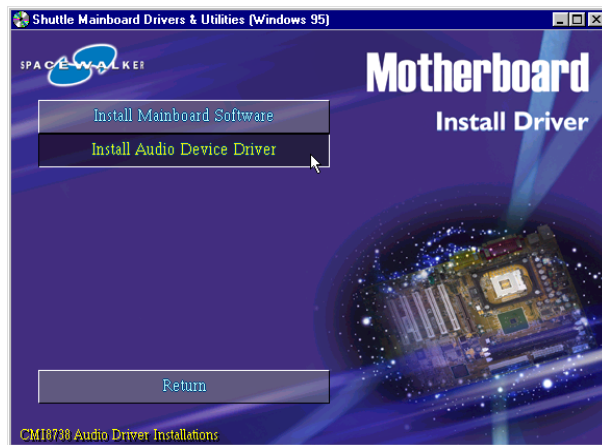 Shuttle Mainboard Drivers & Utilities (Windows 95)
SPACEWALKER
Motherboard
Install Driver
Install Mainboard Software
Install Audio Device Driver
Return
CMI8738 Audio Driver Installations